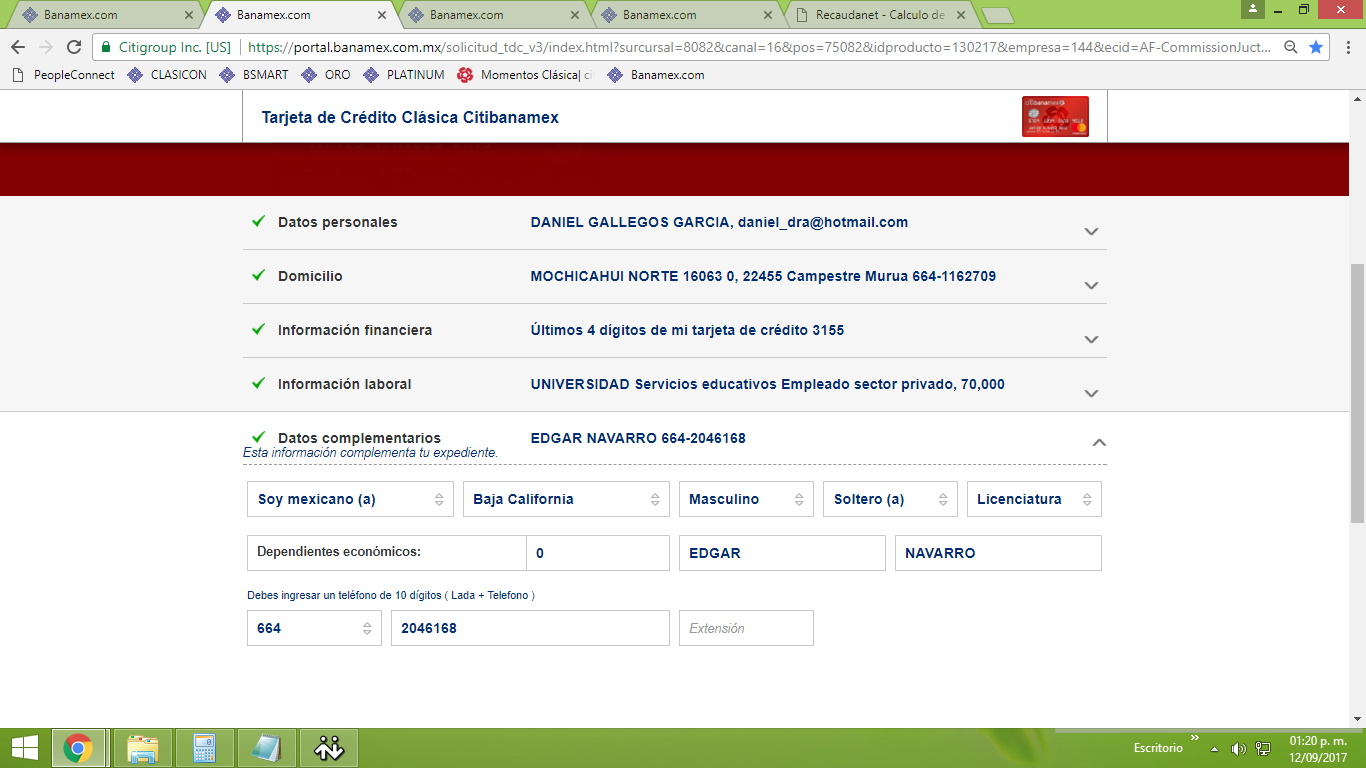 Banamex.com
Banamex.com
Banamex.com
Banamex.com
Recaudanet - Calculo de
Citigroup Inc. [US]
https://portal.banamex.com.mx/solicitud_tdc_v3/index.html?sursucal=8082&canal=16&pos=75082&idproducto=130217&empresa=144&ecid=AF-CommissionJuct...
PeopleConnect
CLASICON
BSMART
ORO
PLATINUM
Momentos Clásica| ci
Banamex.com
Tarjeta de Crédito Clásica Citibanamex
citibanamex
Datos personales
DANIEL GALLEGOS GARCIA, daniel_dra@hotmail.com
Domicilio
MOCHICAHUI NORTE 16063 0, 22455 Campestre Murua 664-1162709
Información financiera
Últimos 4 dígitos de mi tarjeta de crédito 3155
Información laboral
UNIVERSIDAD Servicios educativos Empleado sector privado, 70,000
Datos complementarios
EDGAR NAVARRO 664-2046168
Esta información complementa tu expediente.
Soy mexicano (a)
Baja California
Masculino
Soltero (a)
Licenciatura
Dependientes económicos:
0
EDGAR
NAVARRO
Debes ingresar un teléfono de 10 dígitos ( Lada + Telefono )
664
2046168
Extensión
Escritorio
01:20 p. m.
12/09/2017